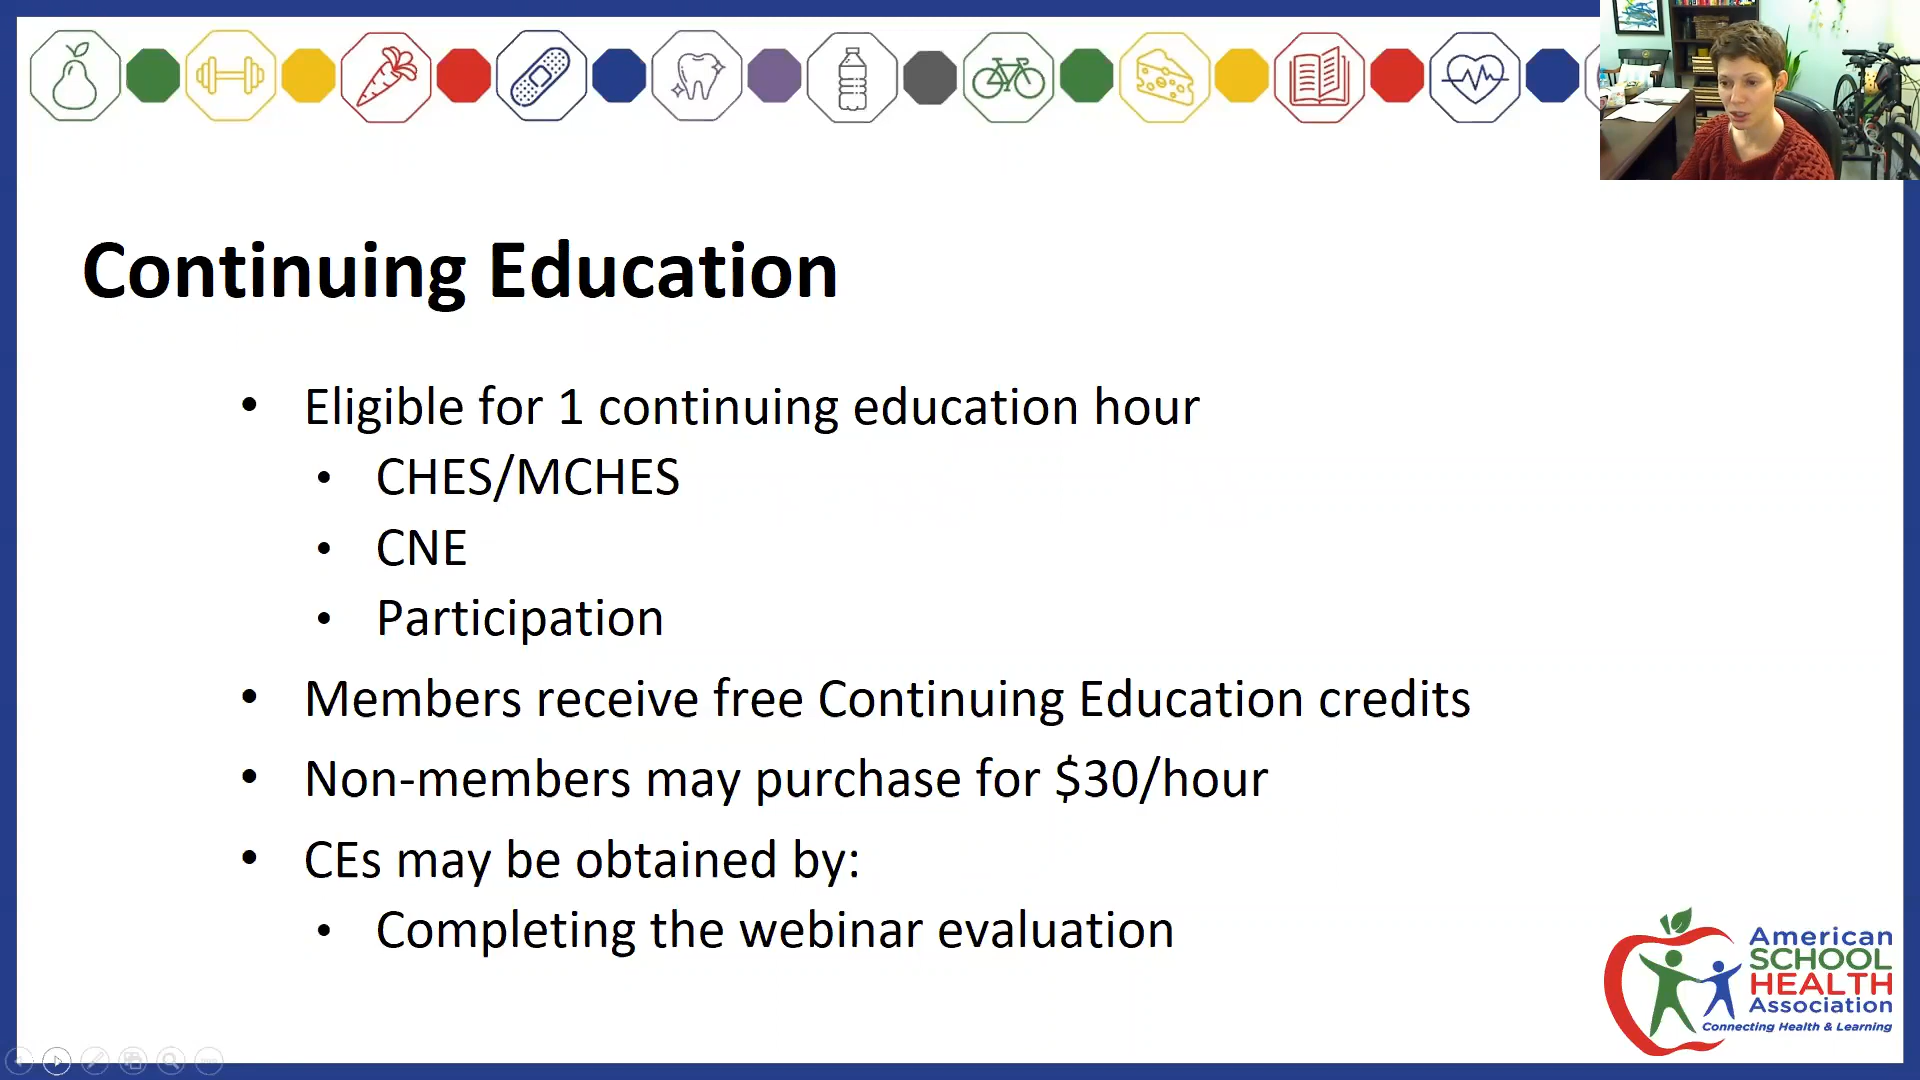 Continuing Education
• Eligible for 1 continuing education hour
• CHES/MCHES
• CNE
• Participation
• Members receive free Continuing Education credits
• Non-members may purchase for $30/hour
• CEs may be obtained by:
• Completing the webinar evaluation
American
SCHOOL
HEALTH
Association
Connecting Health & Learning